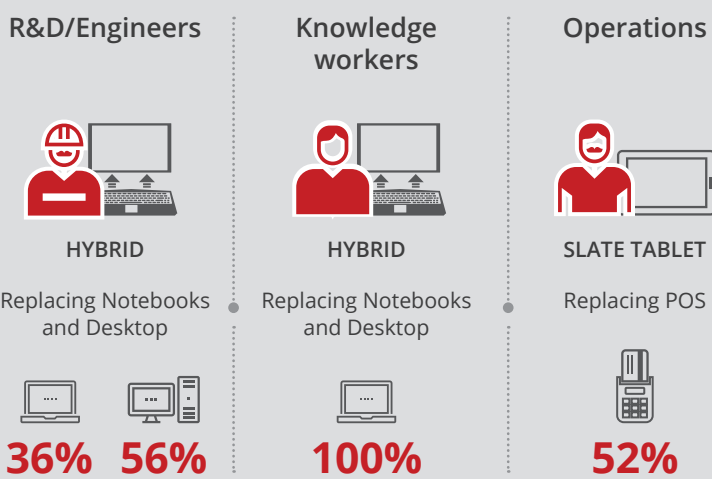 R&D/Engineers
HYBRID
Replacing Notebooks
and Desktop
36% 56%
Knowledge
workers
HYBRID
Replacing Notebooks
and Desktop
100%
Operations
SLATE TABLET
Replacing POS
52%